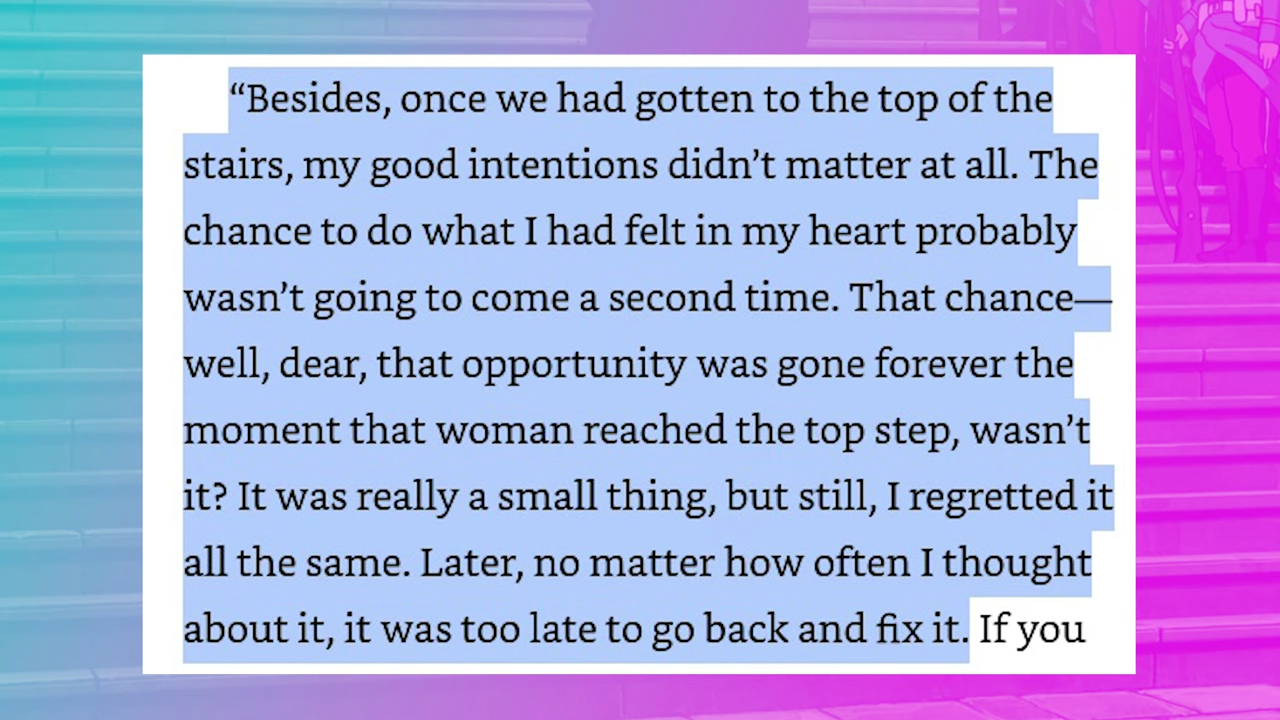 “Besides, once we had gotten to the top of the
stairs, my good intentions didn’t matter at all. The
chance to do what I had felt in my heart probably
wasn’t going to come a second time. That chance—
well, dear, that opportunity was gone forever the
moment that woman reached the top step, wasn’t
it? It was really a small thing, but still, I regretted it
all the same. Later, no matter how often I thought
about it, it was too late to go back and fix it. If you